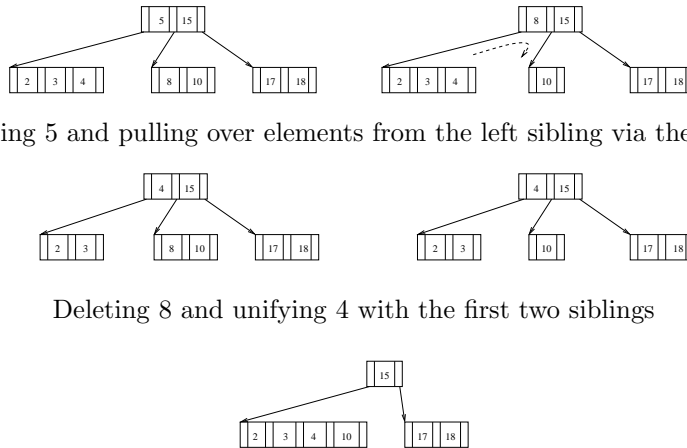 5 15 8 15
2 3 4 8 10 17 18 2 3 4 10 17 18
ing 5 and pulling over elements from the left sibling via the
4 15 4 15
2 3 8 10 17 18 2 3 10 17 18
Deleting 8 and unifying 4 with the first two siblings
15
2 3 4 10 17 18